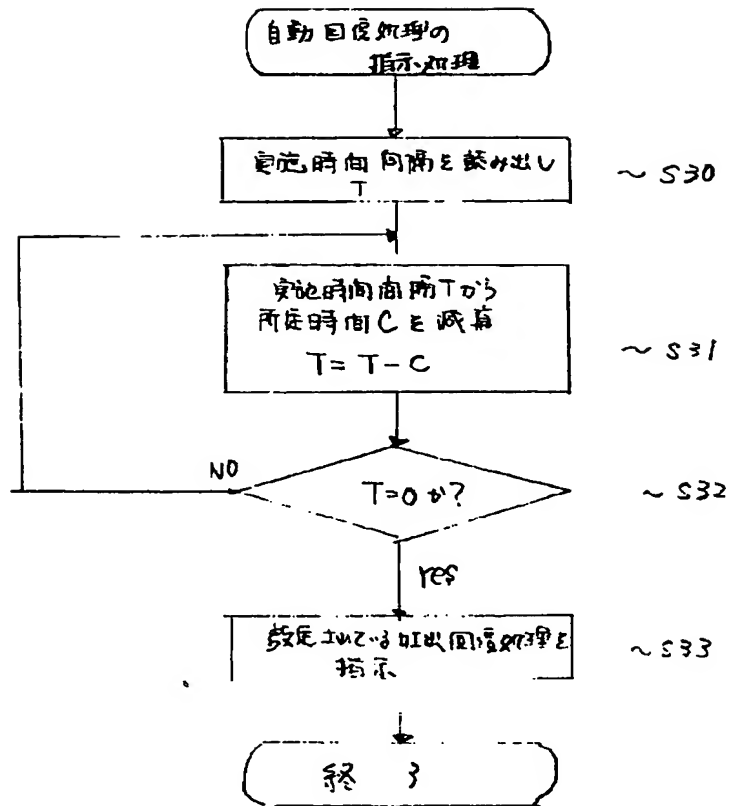 自動回復処理の
指示処理
実施時間間隔を読み出し
T
~ S30
実施時間間隔Tから
所定時間Cを減算
T = T - C
~ S31
NO
T=0か?
~ S32
Yes
設定されている 回復処理を
指示
~ S33
終 了